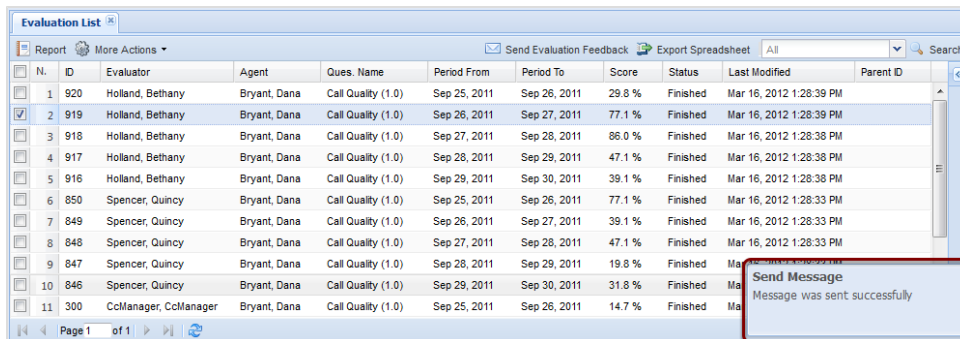 Evaluation List
Report More Actions Send Evaluation Feedback Export Spreadsheet All Search
N. ID Evaluator Agent Ques. Name Period From Period To Score Status Last Modified Parent ID
1 920 Holland, Bethany Bryant, Dana Call Quality (1.0) Sep 25, 2011 Sep 26, 2011 29.8 % Finished Mar 16, 2012 1:28:39 PM
2 919 Holland, Bethany Bryant, Dana Call Quality (1.0) Sep 26, 2011 Sep 27, 2011 77.1 % Finished Mar 16, 2012 1:28:39 PM
3 918 Holland, Bethany Bryant, Dana Call Quality (1.0) Sep 27, 2011 Sep 28, 2011 86.0 % Finished Mar 16, 2012 1:28:38 PM
4 917 Holland, Bethany Bryant, Dana Call Quality (1.0) Sep 28, 2011 Sep 29, 2011 47.1 % Finished Mar 16, 2012 1:28:38 PM
5 916 Holland, Bethany Bryant, Dana Call Quality (1.0) Sep 29, 2011 Sep 30, 2011 39.1 % Finished Mar 16, 2012 1:28:38 PM
6 850 Spencer, Quincy Bryant, Dana Call Quality (1.0) Sep 25, 2011 Sep 26, 2011 77.1 % Finished Mar 16, 2012 1:28:33 PM
7 849 Spencer, Quincy Bryant, Dana Call Quality (1.0) Sep 26, 2011 Sep 27, 2011 39.1 % Finished Mar 16, 2012 1:28:33 PM
8 848 Spencer, Quincy Bryant, Dana Call Quality (1.0) Sep 27, 2011 Sep 28, 2011 47.1 % Finished Mar 16, 2012 1:28:33 PM
9 847 Spencer, Quincy Bryant, Dana Call Quality (1.0) Sep 28, 2011 Sep 29, 2011 19.8 % Finished
10 846 Spencer, Quincy Bryant, Dana Call Quality (1.0) Sep 29, 2011 Sep 30, 2011 31.8 % Finished Ma
11 300 CcManager, CcManager Bryant, Dana Call Quality (1.0) Sep 25, 2011 Sep 26, 2011 14.7 % Finished Ma
Send Message
Message was sent successfully
Page 1 of 1